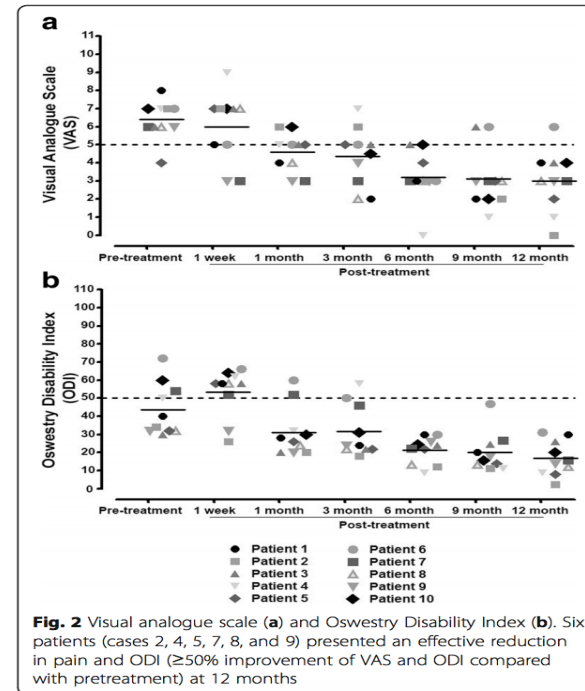 a
Visual Analogue Scale
(VAS)
11
10
9
8
7
6
5
4
3
2
1
0
Pre-treatment 1 week 1 month 3 month 6 month 9 month 12 month
Post-treatment
b
Oswestry Disability Index
(ODI)
110
100
90
80
70
60
50
40
30
20
10
0
Pre-treatment 1 week 1 month 3 month 6 month 9 month 12 month
Post-treatment
Patient 1 Patient 6
Patient 2 Patient 7
Patient 3 Patient 8
Patient 4 Patient 9
Patient 5 Patient 10
Fig. 2 Visual analogue scale (a) and Oswestry Disability Index (b). Six
patients (cases 2, 4, 5, 7, 8, and 9) presented an effective reduction
in pain and ODI (≥50% improvement of VAS and ODI compared
with pretreatment) at 12 months